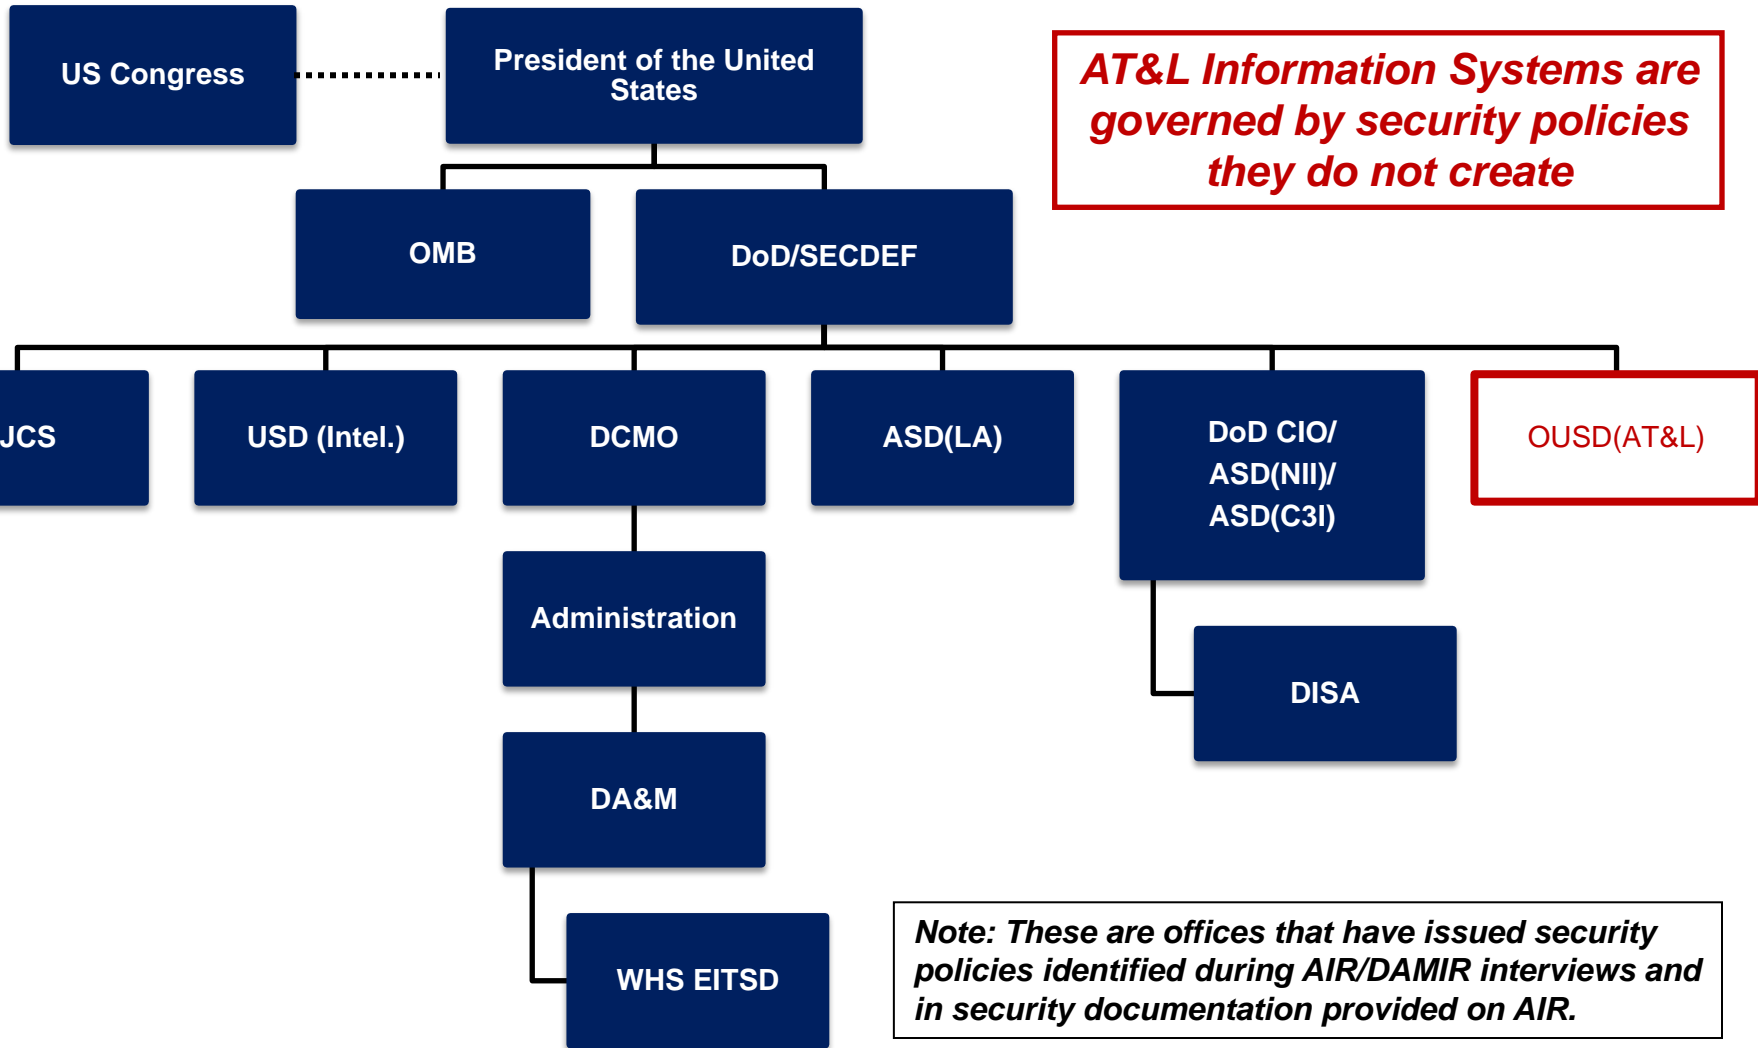 US Congress
President of the United
States
AT&L Information Systems are
governed by security policies
they do not create
OMB
DoD/SECDEF
JCS
USD (Intel.)
DCMO
ASD(LA)
DoD CIO/
ASD(NII)/
ASD(C3I)
OUSD(AT&L)
Administration
DISA
DA&M
WHS EITSD
Note: These are offices that have issued security
policies identified during AIR/DAMIR interviews and
in security documentation provided on AIR.